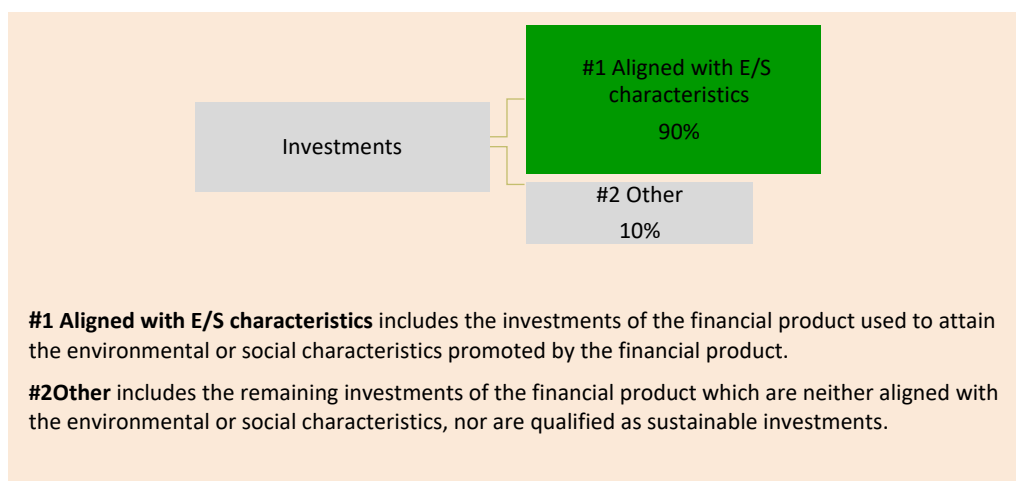 #1 Aligned with E/S
characteristics
90%
Investments
#2 Other
10%
#1 Aligned with E/S characteristics includes the investments of the financial product used to attain
the environmental or social characteristics promoted by the financial product.
#2Other includes the remaining investments of the financial product which are neither aligned with
the environmental or social characteristics, nor are qualified as sustainable investments.